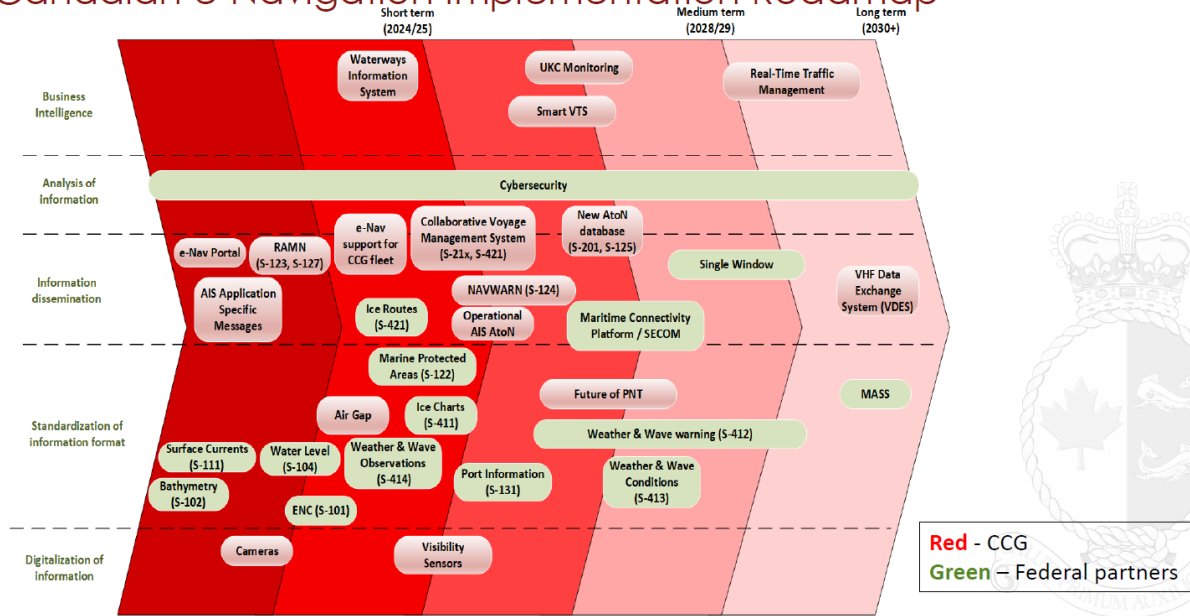 Canadian e-Navigation Implementation Roadmap
Short term
(2024/25)
Medium term
(2028/29)
Long term
(2030+)
Business
Intelligence
Waterways
Information
System
UKC Monitoring
Smart VTS
Real-Time Traffic
Management
Analysis of
information
Cybersecurity
Information
dissemination
e-Nav Portal
RAMN
(S-123, S-127)
e-Nav
support for
CCG fleet
Collaborative Voyage
Management System
(S-21x, S-421)
New AtoN
database
(S-201, S-125)
Single Window
VHF Data
Exchange
System (VDES)
AIS Application
Specific
Messages
Ice Routes
(S-421)
NAVWARN (S-124)
Operational
AIS AtoN
Maritime Connectivity
Platform / SECOM
Standardization of
information format
Marine Protected
Areas (S-122)
Air Gap
Ice Charts
(S-411)
Future of PNT
MASS
Weather & Wave warning (S-412)
Surface Currents
(S-111)
Water Level
(S-104)
Weather & Wave
Observations
(S-414)
Port Information
(S-131)
Weather & Wave
Conditions
(S-413)
Bathymetry
(S-102)
ENC (S-101)
Digitalization of
information
Cameras
Visibility
Sensors
Red - CCG
Green – Federal partners